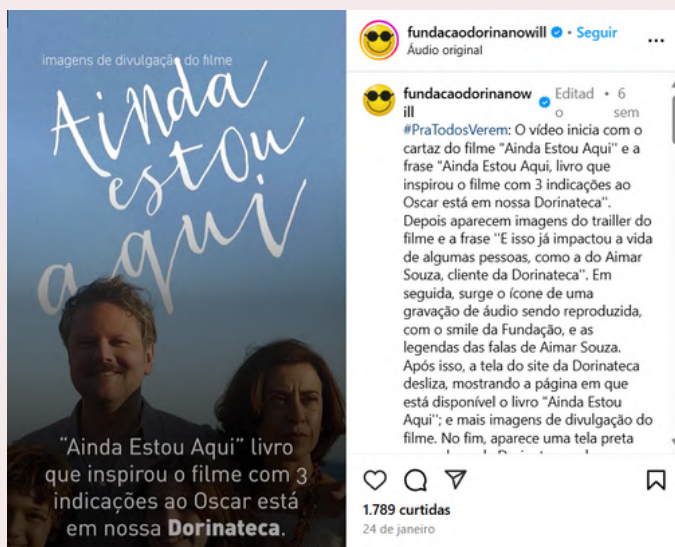 imagens de divulgação do filme
Ainda
estou
aqui
"Ainda Estou Aqui" livro
que inspirou o filme com 3
indicações ao Oscar está
em nossa Dorinateca.
fundacaodorinanowill • Seguir
Áudio original
fundacaodorinanow
ill
Editad
o
• 6
sem
#PraTodosVerem: O vídeo inicia com o
cartaz do filme "Ainda Estou Aqui" e a
frase "Ainda Estou Aqui, livro que
inspirou o filme com 3 indicações ao
Oscar está em nossa Dorinateca".
Depois aparecem imagens do trailler do
filme e a frase "E isso já impactou a vida
de algumas pessoas, como a do Aimar
Souza, cliente da Dorinateca". Em
seguida, surge o ícone de uma
gravação de áudio sendo reproduzida,
com o smile da Fundação, e as
legendas das falas de Aimar Souza.
Após isso, a tela do site da Dorinateca
desliza, mostrando a página em que
está disponível o livro "Ainda Estou
Aqui"; e mais imagens de divulgação do
filme. No fim, aparece uma tela preta
1.789 curtidas
24 de janeiro